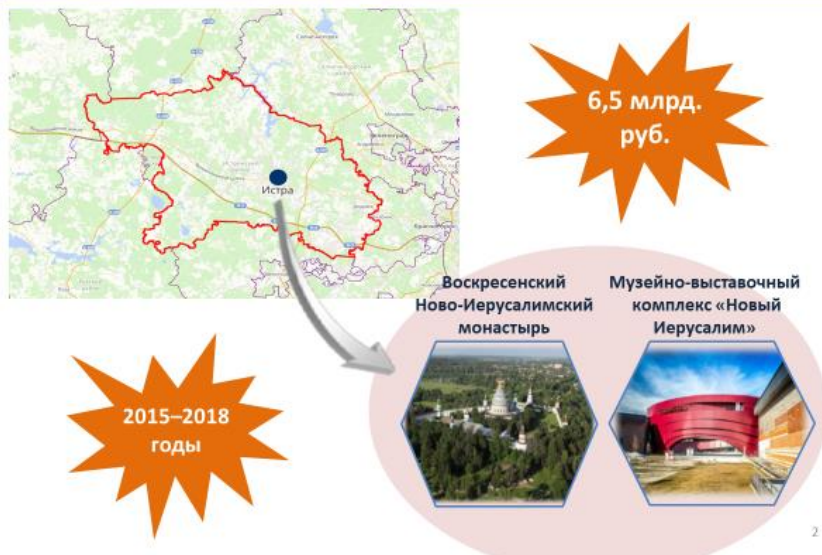 6,5 млрд.
руб.
Истра
Воскресенский
Ново-Иерусалимский
монастырь
Музейно-выставочный
комплекс «Новый
Иерусалим»
2015–2018
годы
2